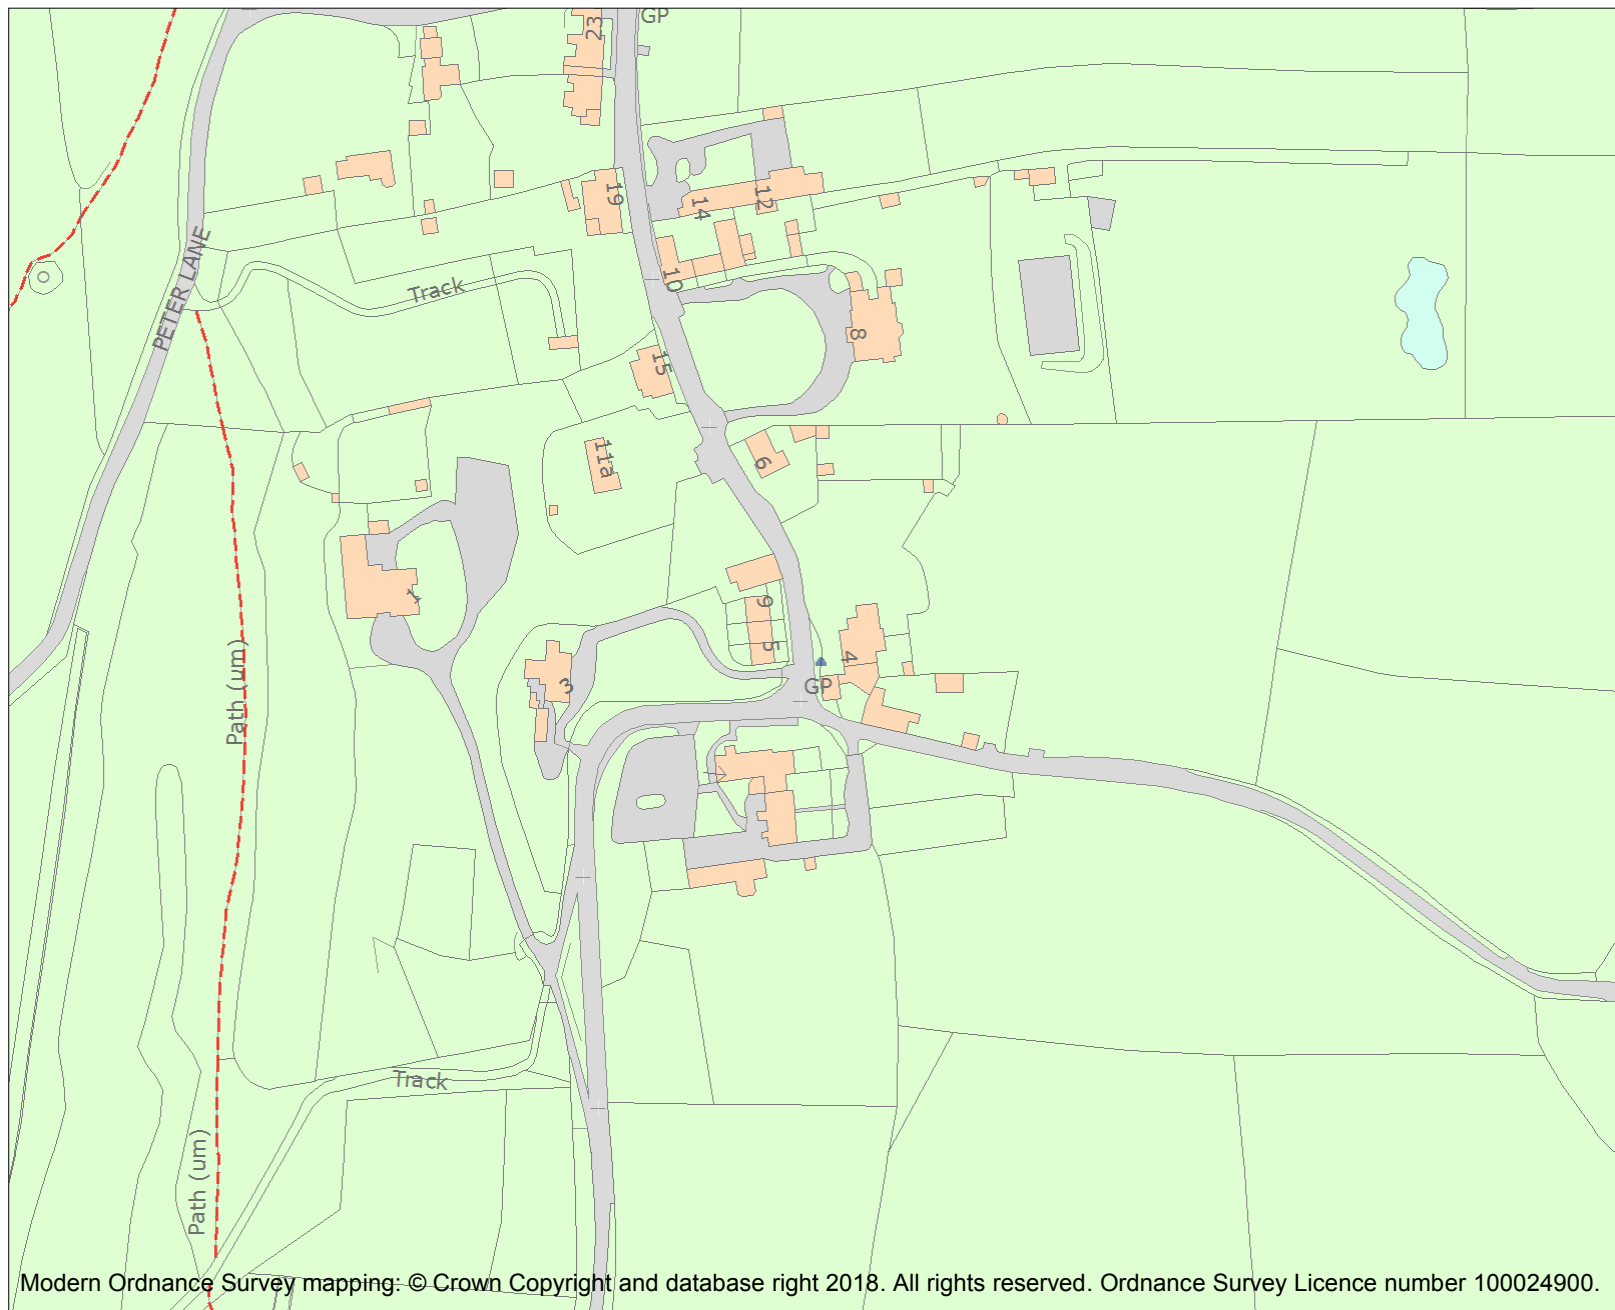 23
GP
19
14
12
PETER LANE
Track
10
8
15
11a
6
1
9
5
4
3
GP
Path (um)
Track
Path (um)
Modern Ordnance Survey mapping: © Crown Copyright and database right 2018. All rights reserved. Ordnance Survey Licence number 100024900.